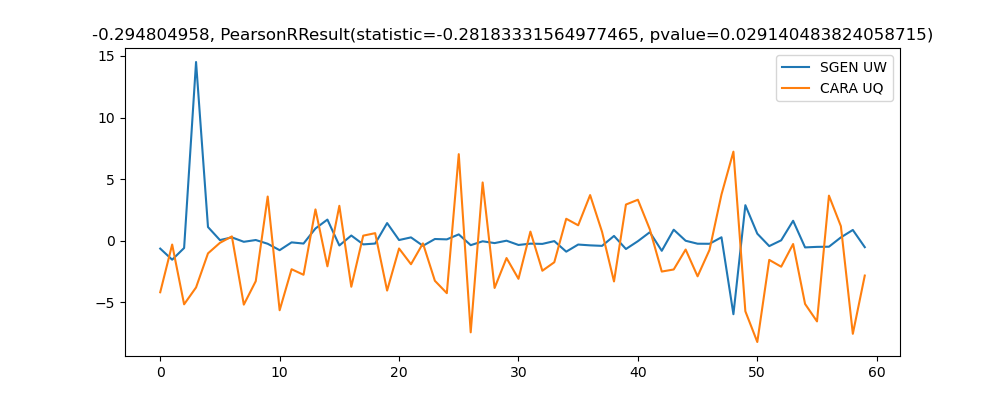 -0.294804958, PearsonRResult(statistic=-0.28183331564977465, pvalue=0.029140483824058715)
15
10
5
0
−5
SGEN UW
CARA UQ
0 10 20 30 40 50 60